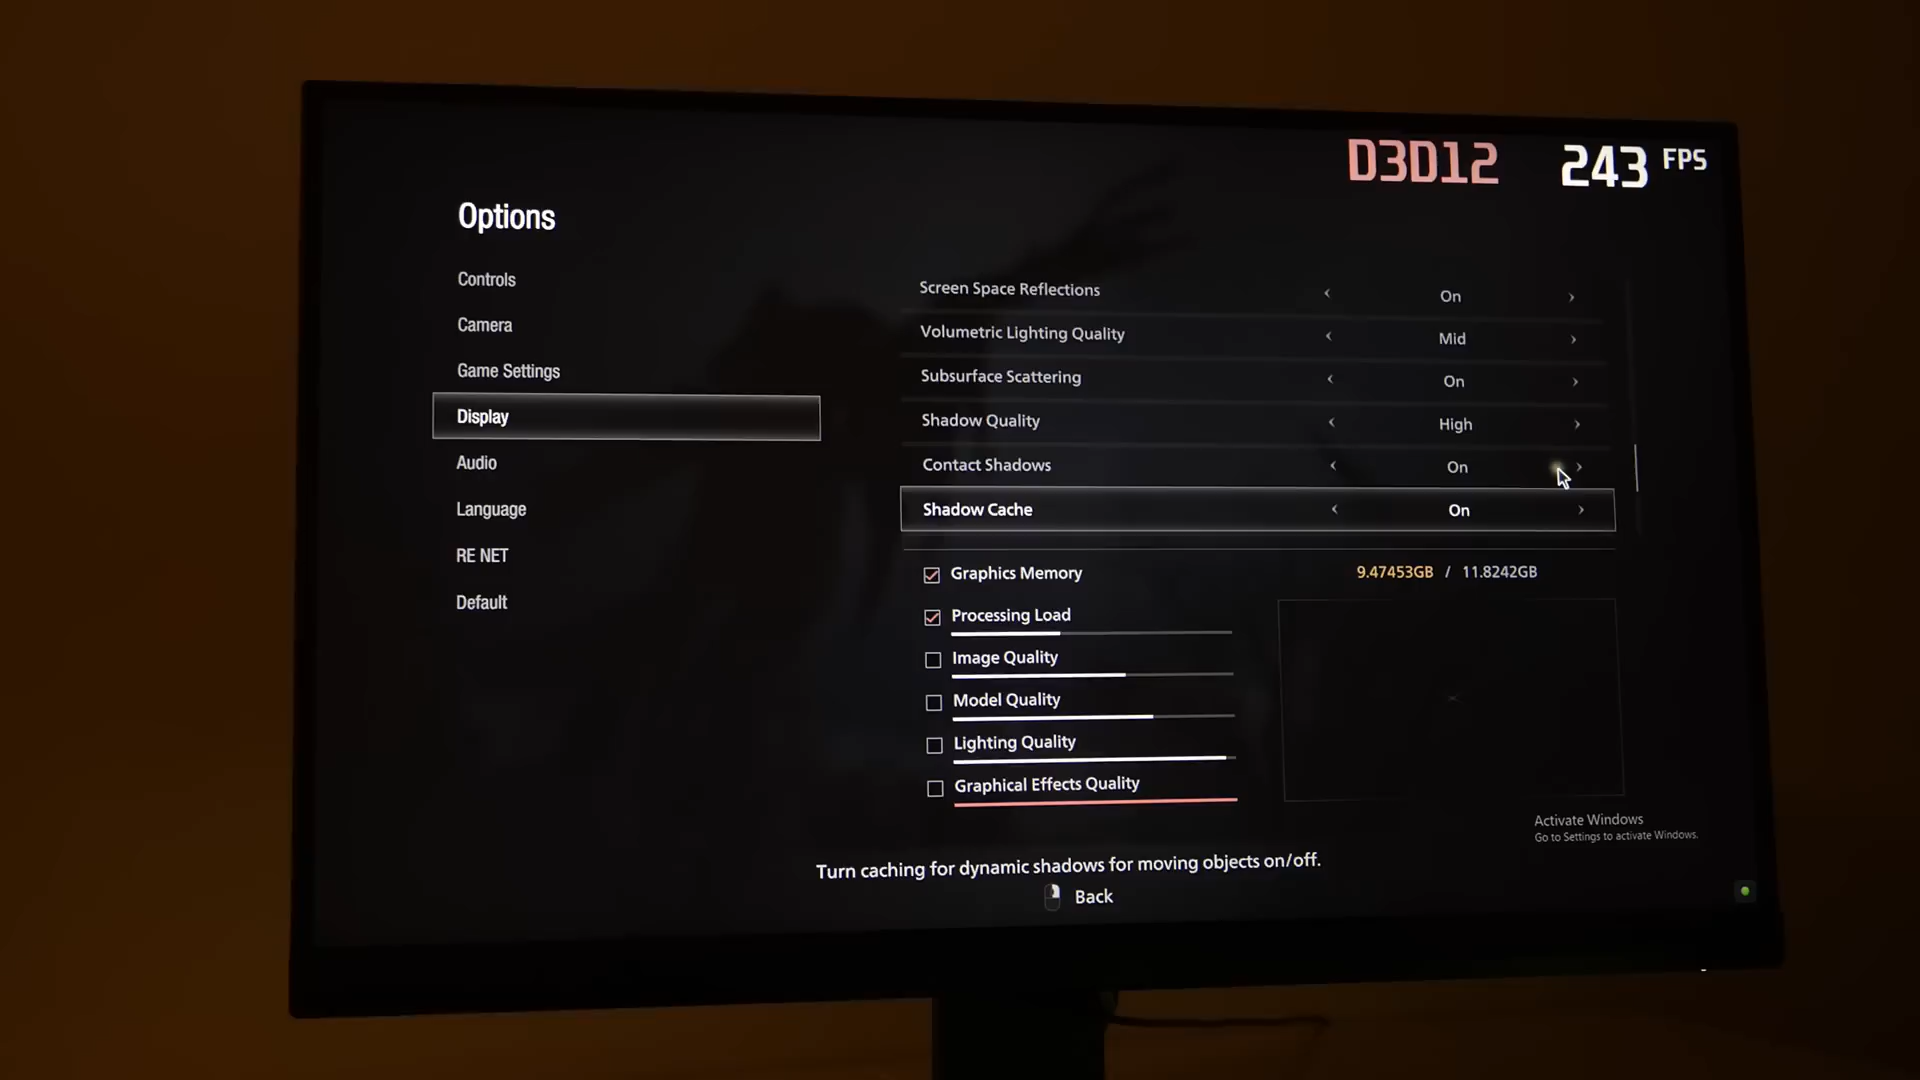 D3D12 243 FPS
Options
Controls
Camera
Game Settings
Display
Audio
Language
RE NET
Default
Screen Space Reflections ‹ On ›
Volumetric Lighting Quality ‹ Mid ›
Subsurface Scattering ‹ On ›
Shadow Quality ‹ High ›
Contact Shadows ‹ On ›
Shadow Cache ‹ On ›
Graphics Memory 9.47453GB / 11.8242GB
Processing Load
Image Quality
Model Quality
Lighting Quality
Graphical Effects Quality
Activate Windows
Go to Settings to activate Windows.
Turn caching for dynamic shadows for moving objects on/off.
Back